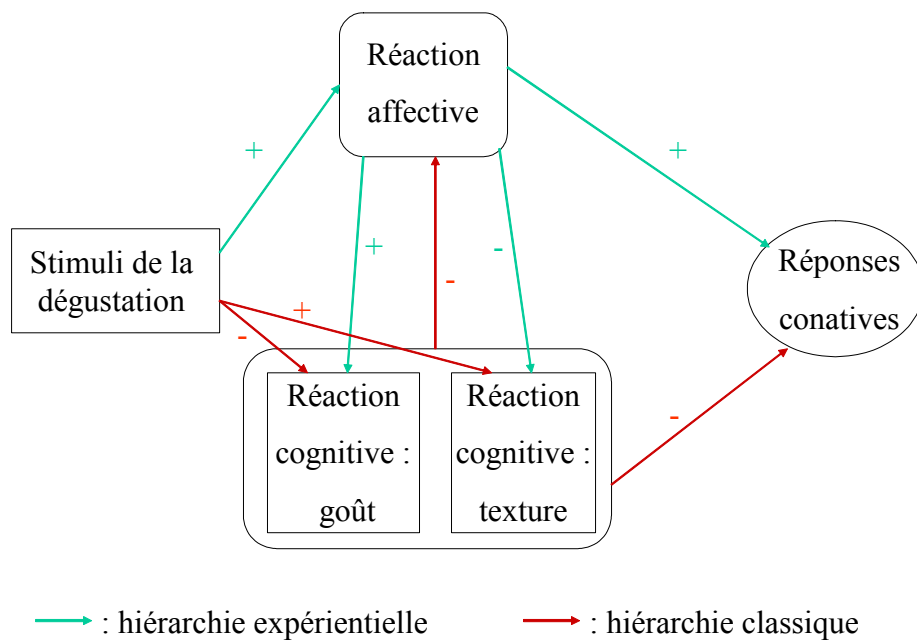 Réaction
affective
+
+
Stimuli de la
dégustation
+
-
-
+
-
-
Réponses
conatives
Réaction
cognitive :
goût
Réaction
cognitive :
texture
-
: hiérarchie expérientielle
: hiérarchie classique